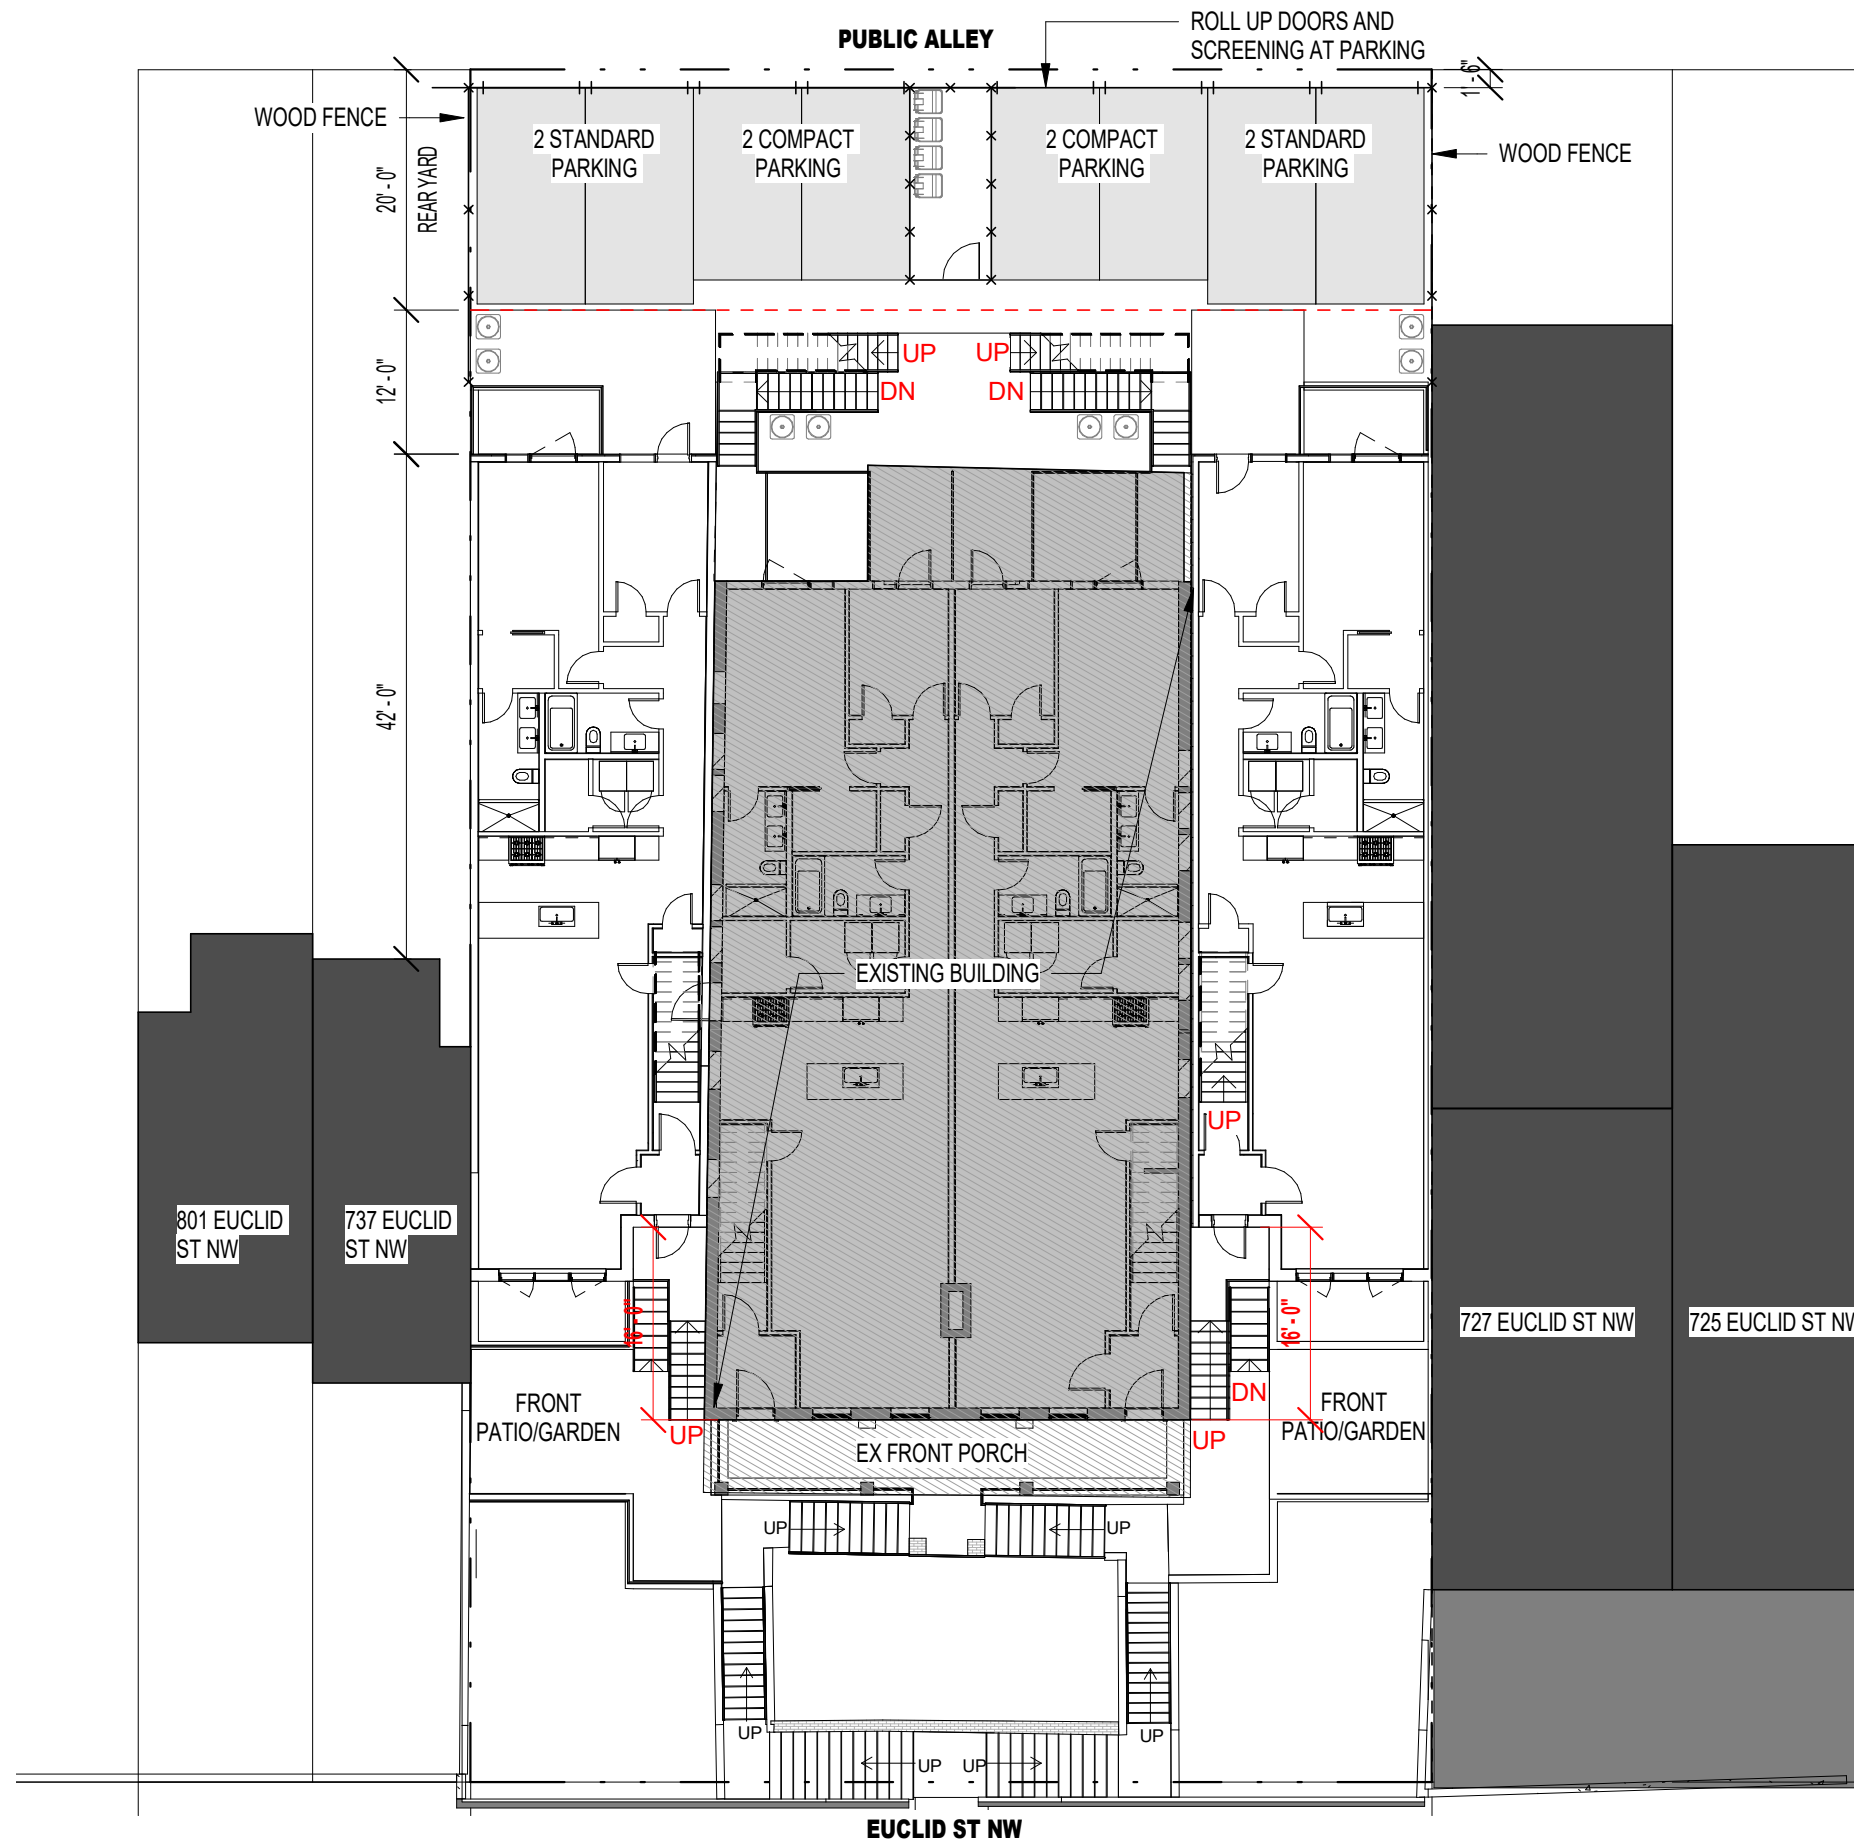 PUBLIC ALLEY
ROLL UP DOORS AND
SCREENING AT PARKING
1' - 6"
WOOD FENCE
2 STANDARD
PARKING
2 COMPACT
PARKING
2 COMPACT
PARKING
2 STANDARD
PARKING
WOOD FENCE
20' - 0"
REAR YARD
UP
UP
DN
DN
12' - 0"
42' - 0"
EXISTING BUILDING
UP
801 EUCLID
ST NW
737 EUCLID
ST NW
16' - 0"
16' - 0"
727 EUCLID ST NW
725 EUCLID ST NW
FRONT
PATIO/GARDEN
DN
FRONT
PATIO/GARDEN
UP
UP
EX FRONT PORCH
UP
UP
UP
UP
UP
UP
EUCLID ST NW